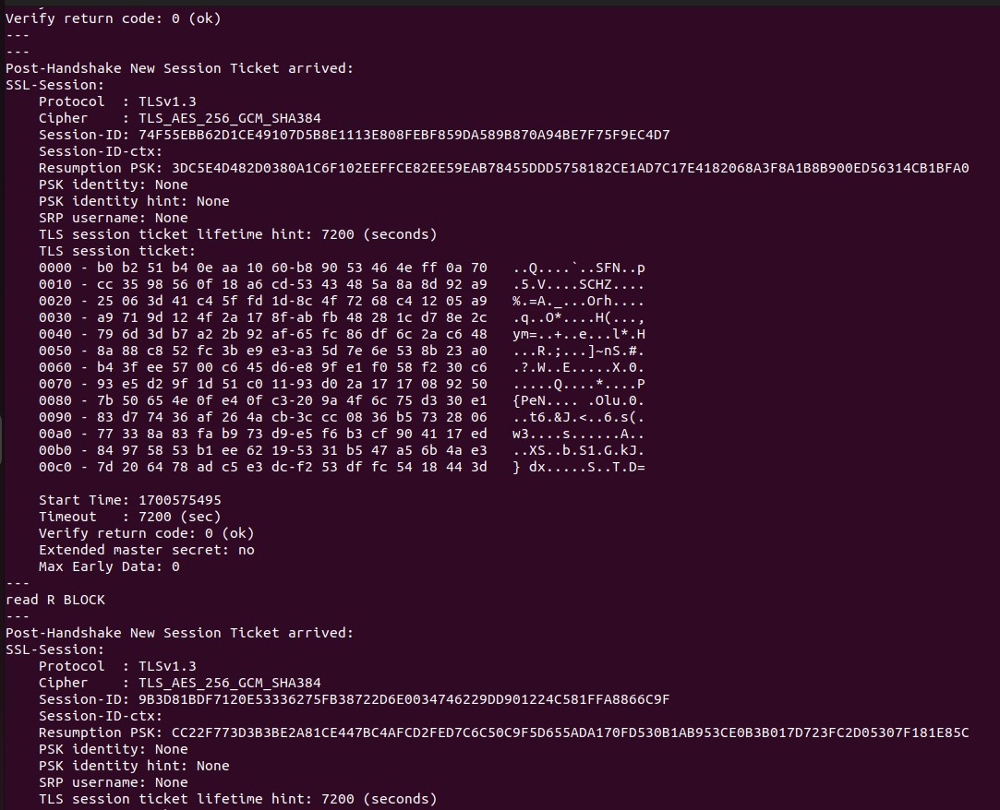 Verify return code: 0 (ok)
---
---
Post-Handshake New Session Ticket arrived:
SSL-Session:
    Protocol  : TLSv1.3
    Cipher    : TLS_AES_256_GCM_SHA384
    Session-ID: 74F55EBB62D1CE49107D5B8E1113E808FEBF859DA589B870A94BE7F75F9EC4D7
    Session-ID-ctx:
    Resumption PSK: 3DC5E4D482D0380A1C6F102EEFFCE82EE59EAB78455DDD5758182CE1AD7C17E4182068A3F8A1B8B900ED56314CB1BFA0
    PSK identity: None
    PSK identity hint: None
    SRP username: None
    TLS session ticket lifetime hint: 7200 (seconds)
    TLS session ticket:
    0000 - b0 b2 51 b4 0e aa 10 60-b8 90 53 46 4e ff 0a 70   ..Q....`..SFN..p
    0010 - cc 35 98 56 0f 18 a6 cd-53 43 48 5a 8a 8d 92 a9   .5.V....SCHZ....
    0020 - 25 06 3d 41 c4 5f fd 1d-8c 4f 72 68 c4 12 05 a9   %.=A._...Orh....
    0030 - a9 71 9d 12 4f 2a 17 8f-ab fb 48 28 1c d7 8e 2c   .q..O*....H(...,
    0040 - 79 6d 3d b7 a2 2b 92 af-65 fc 86 df 6c 2a c6 48   ym=..+..e...l*.H
    0050 - 8a 88 c8 52 fc 3b e9 e3-a3 5d 7e 6e 53 8b 23 a0   ...R.;...]~nS.#.
    0060 - b4 3f ee 57 00 c6 45 d6-e8 9f e1 f0 58 f2 30 c6   .?.W..E.....X.0.
    0070 - 93 e5 d2 9f 1d 51 c0 11-93 d0 2a 17 17 08 92 50   .....Q....*....P
    0080 - 7b 50 65 4e 0f e4 0f c3-20 9a 4f 6c 75 d3 30 e1   {PeN.... .Olu.0.
    0090 - 83 d7 74 36 af 26 4a cb-3c cc 08 36 b5 73 28 06   ..t6.&J.<..6.s(.
    00a0 - 77 33 8a 83 fa b9 73 d9-e5 f6 b3 cf 90 41 17 ed   w3....s......A..
    00b0 - 84 97 58 53 b1 ee 62 19-53 31 b5 47 a5 6b 4a e3   ..XS..b.S1.G.kJ.
    00c0 - 7d 20 64 78 ad c5 e3 dc-f2 53 df fc 54 18 44 3d   } dx.....S..T.D=
    Start Time: 1700575495
    Timeout   : 7200 (sec)
    Verify return code: 0 (ok)
    Extended master secret: no
    Max Early Data: 0
---
read R BLOCK
---
Post-Handshake New Session Ticket arrived:
SSL-Session:
    Protocol  : TLSv1.3
    Cipher    : TLS_AES_256_GCM_SHA384
    Session-ID: 9B3D81BDF7120E53336275FB38722D6E0034746229DD901224C581FFA8866C9F
    Session-ID-ctx:
    Resumption PSK: CC22F773D3B3BE2A81CE447BC4AFCD2FED7C6C50C9F5D655ADA170FD530B1AB953CE0B3B017D723FC2D05307F181E85C
    PSK identity: None
    PSK identity hint: None
    SRP username: None
    TLS session ticket lifetime hint: 7200 (seconds)